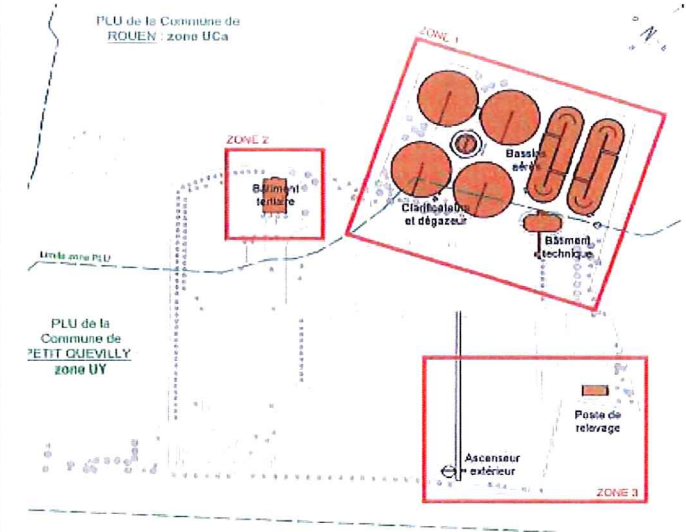 PLU de la Commune de
ROUEN : zone UCa
N
ZONE 1
ZONE 2
Bassins
aérés
Bâtiment
tertiaire
Clarificateurs
et dégazeur
Bâtiment
technique
Limite zone PLU
PLU de la
Commune de
PETIT QUEVILLY
zone UY
Poste de
relevage
Ascenseur
extérieur
ZONE 3